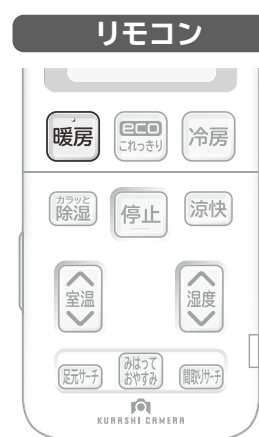 リモコン
暖房
eco
これっきり
冷房
カラッと
除湿
停止
涼快
室温
湿度
足元サーチ
みはって
おやすみ
間取りサーチ
KURASHI CAMERA